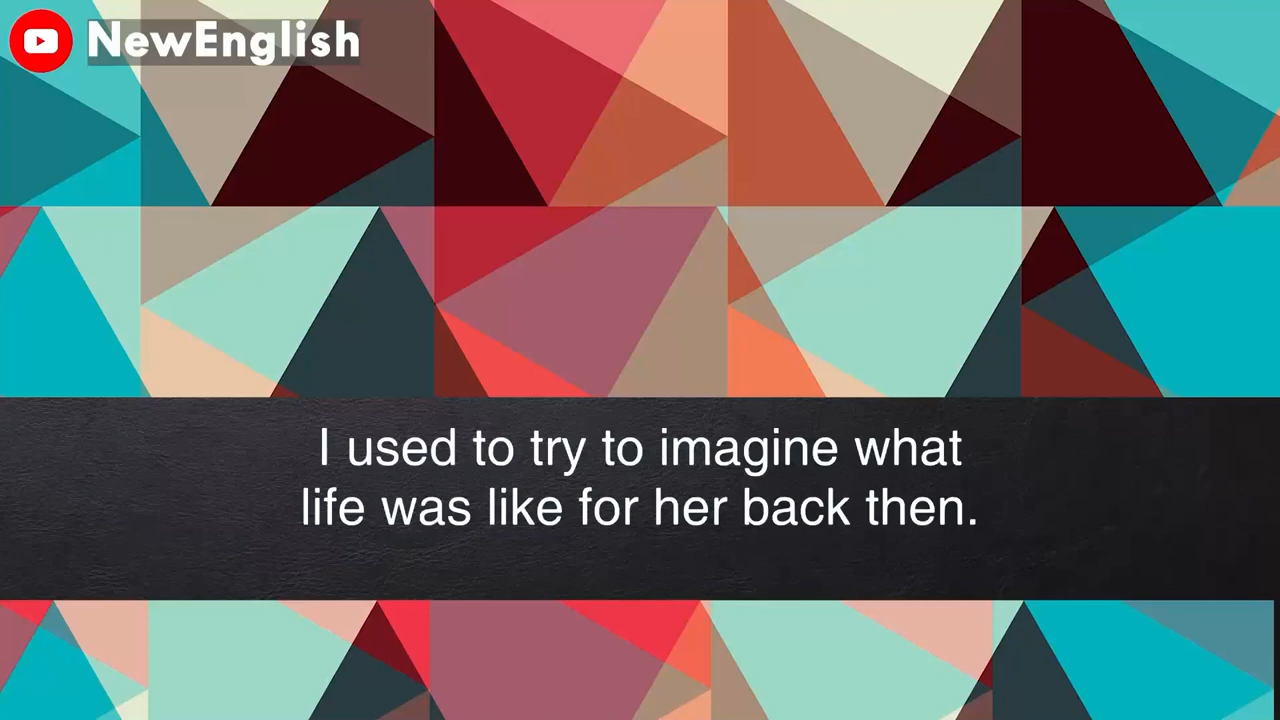 NewEnglish
I used to try to imagine what
life was like for her back then.